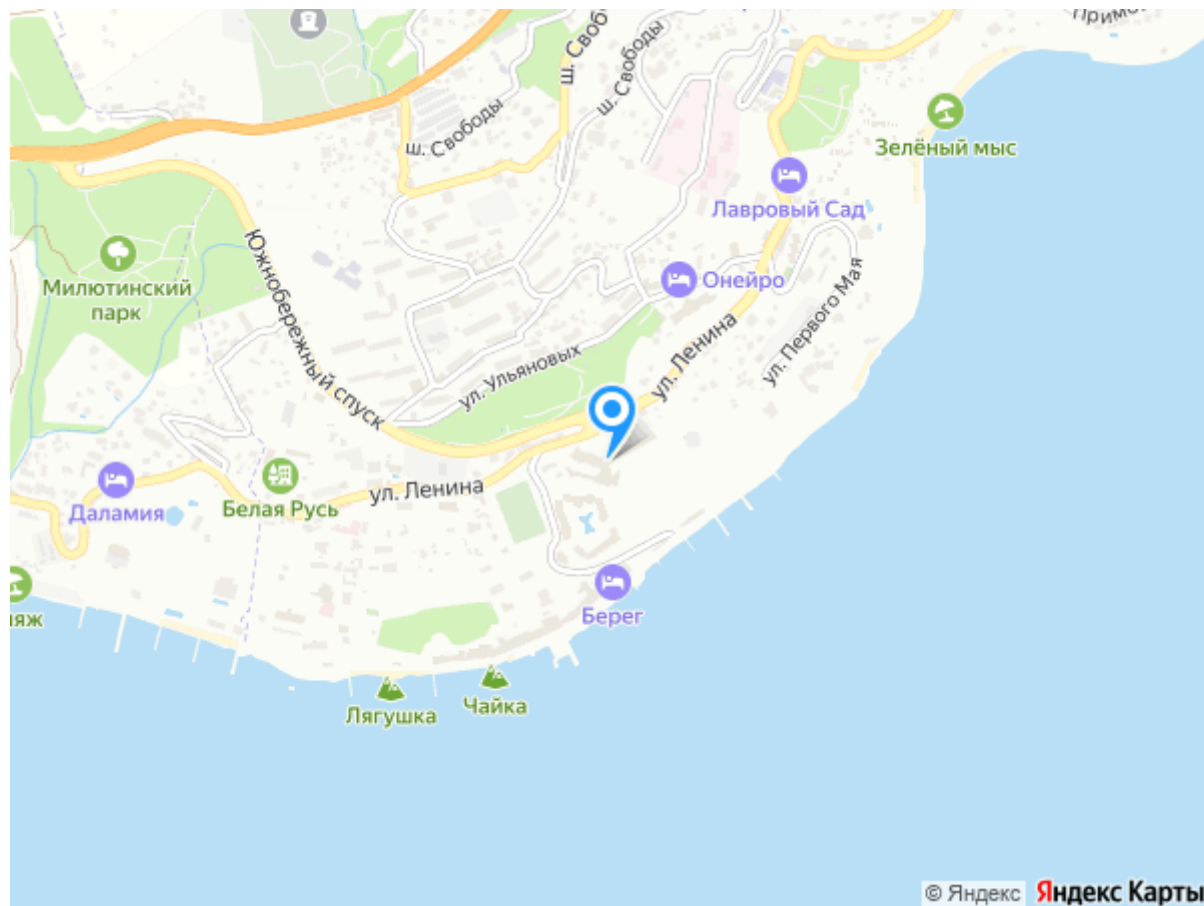 Примо
ш. Свобо
ш. Свободы
ш. Свободы
Зелёный мыс
Лавровый Сад
Южнобережный спуск
Милютинский
парк
Онейро
ул. Первого Мая
ул. Ленина
ул. Ульяновых
ул. Ленина
Даламия
Белая Русь
Берег
ляж
Лягушка
Чайка
© Яндекс
Яндекс Карты